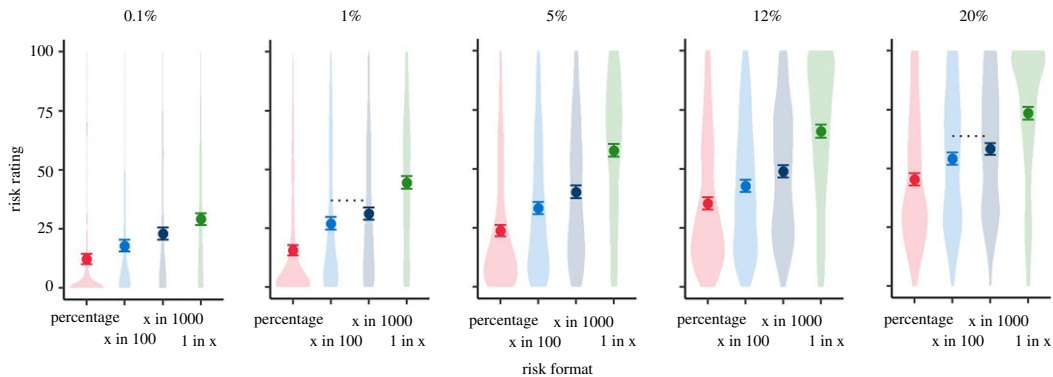 0.1% 1% 5% 12% 20%
100
75
50
25
0
risk rating
percentage x in 1000 percentage x in 1000 percentage x in 1000 percentage x in 1000 percentage x in 1000
x in 100 1 in x x in 100 1 in x x in 100 1 in x x in 100 1 in x x in 100 1 in x
risk format